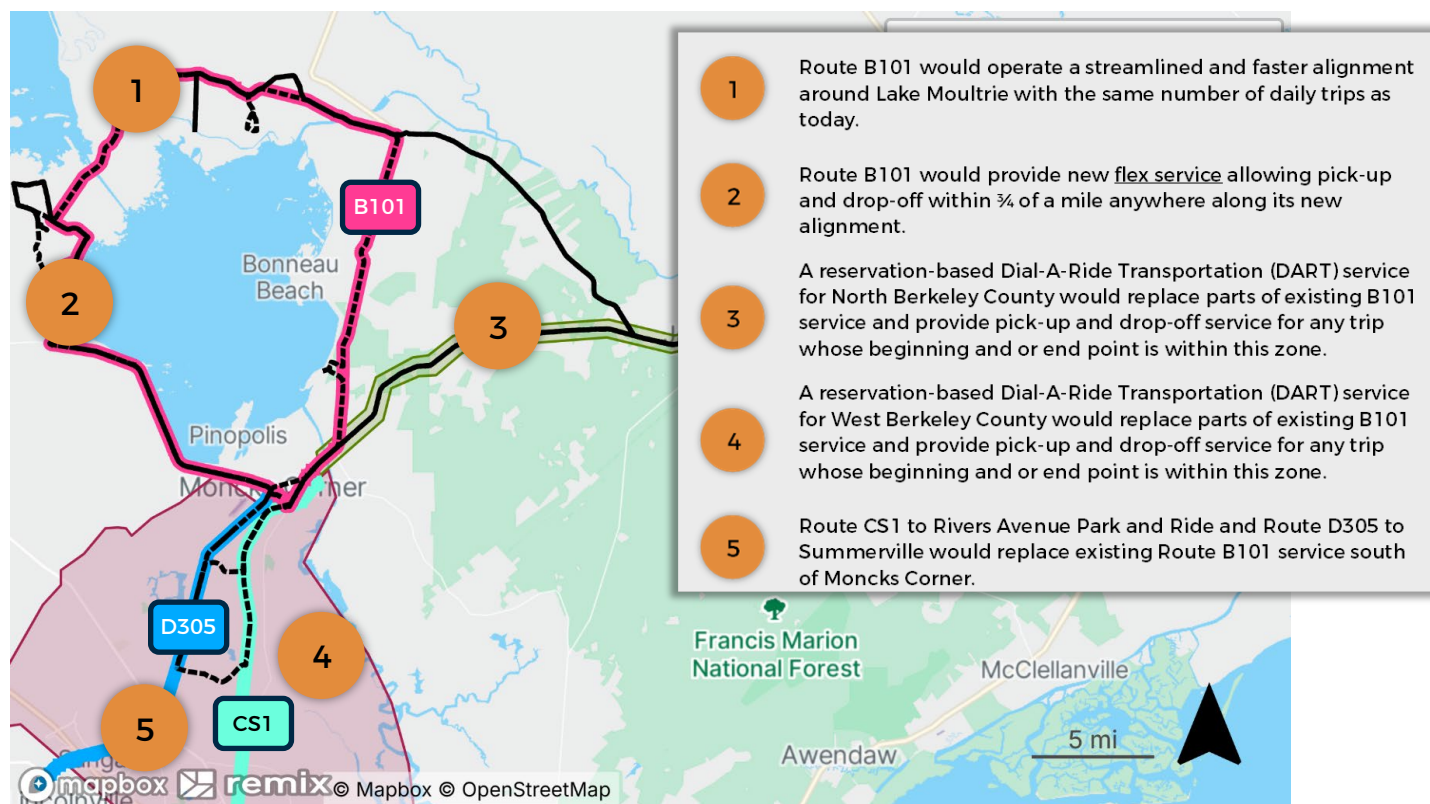 1
B101
Bonneau
Beach
2
3
Pinopolis
Moncks Corner
D305
4
5
CS1
Francis Marion
National Forest
McClellanville
Awendaw
5 mi
mapbox remix © Mapbox © OpenStreetMap
1
Route B101 would operate a streamlined and faster alignment
around Lake Moultrie with the same number of daily trips as
today.
2
Route B101 would provide new flex service allowing pick-up
and drop-off within ¾ of a mile anywhere along its new
alignment.
3
A reservation-based Dial-A-Ride Transportation (DART) service
for North Berkeley County would replace parts of existing B101
service and provide pick-up and drop-off service for any trip
whose beginning and or end point is within this zone.
4
A reservation-based Dial-A-Ride Transportation (DART) service
for West Berkeley County would replace parts of existing B101
service and provide pick-up and drop-off service for any trip
whose beginning and or end point is within this zone.
5
Route CS1 to Rivers Avenue Park and Ride and Route D305 to
Summerville would replace existing Route B101 service south
of Moncks Corner.